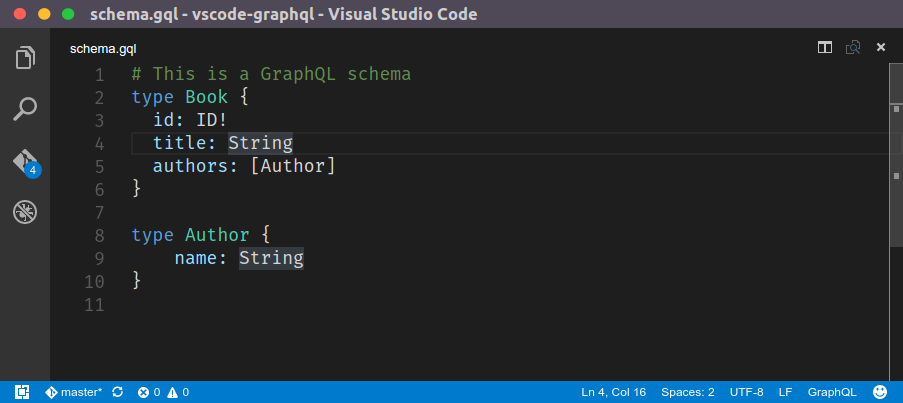 schema.gql - vscode-graphql - Visual Studio Code
schema.gql
1 # This is a GraphQL schema
2 type Book {
3   id: ID!
4   title: String
5   authors: [Author]
6 }
7
8 type Author {
9     name: String
10 }
11
4
master* 0 0 Ln 4, Col 16 Spaces: 2 UTF-8 LF GraphQL